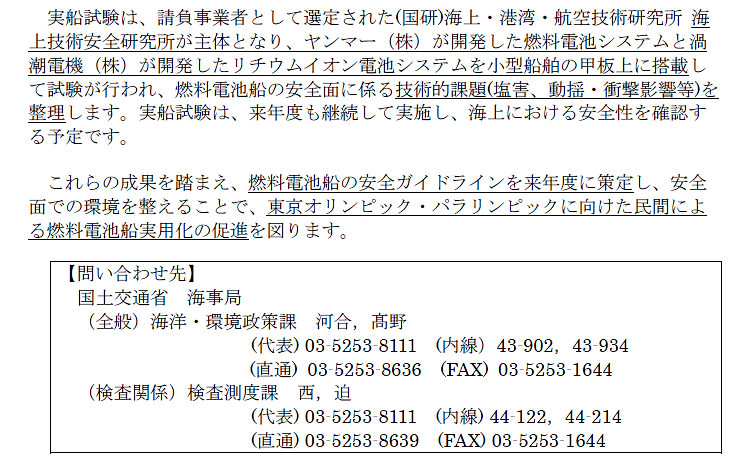 実船試験は、請負事業者として選定された(国研)海上・港湾・航空技術研究所 海
上技術安全研究所が主体となり、ヤンマー（株）が開発した燃料電池システムと渦
潮電機（株）が開発したリチウムイオン電池システムを小型船舶の甲板上に搭載し
て試験が行われ、燃料電池船の安全面に係る技術的課題(塩害、動揺・衝撃影響等)を
整理します。実船試験は、来年度も継続して実施し、海上における安全性を確認す
る予定です。
これらの成果を踏まえ、燃料電池船の安全ガイドラインを来年度に策定し、安全
面での環境を整えることで、東京オリンピック・パラリンピックに向けた民間によ
る燃料電池船実用化の促進を図ります。
【問い合わせ先】
国土交通省　海事局
（全般）海洋・環境政策課　河合，髙野
(代表) 03-5253-8111　(内線）43-902，43-934
(直通) 03-5253-8636　(FAX) 03-5253-1644
（検査関係）検査測度課　西，迫
(代表) 03-5253-8111　(内線) 44-122，44-214
(直通) 03-5253-8639　(FAX) 03-5253-1644